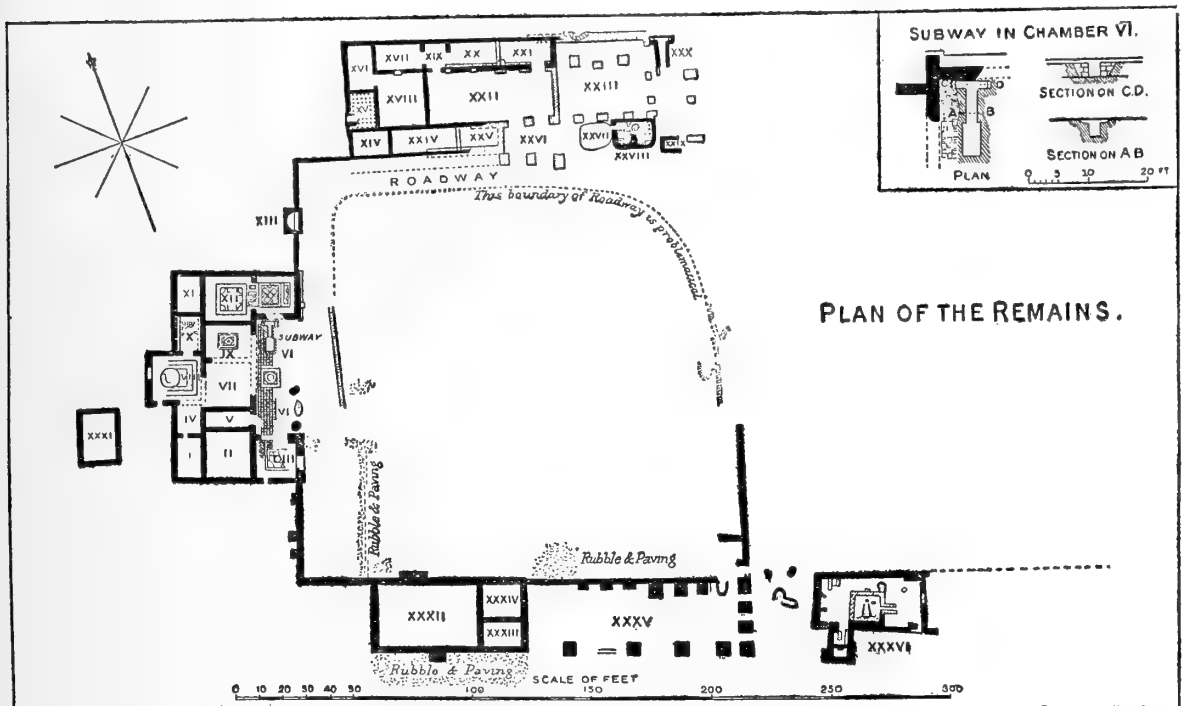 SUBWAY IN CHAMBER VI.
C D
A B
SECTION ON C.D.
SECTION ON A B
PLAN
0 5 10 20 FT
XVI XVII XIX XX XXI XXX
XV XVIII XXII XXIII
XIV XXIV XXV XXVI XXVII XXVIII XXIX
ROADWAY
This boundary of Roadway is problematical
XIII
PLAN OF THE REMAINS.
XI XII
X IX SUBWAY VI
VII
IV V VI
XXXI I II III
Rubble & Paving
Rubble & Paving
XXXII XXXIV XXXV
XXXIII XXXVI
Rubble & Paving
SCALE OF FEET
0 10 20 30 50 100 150 200 250 300